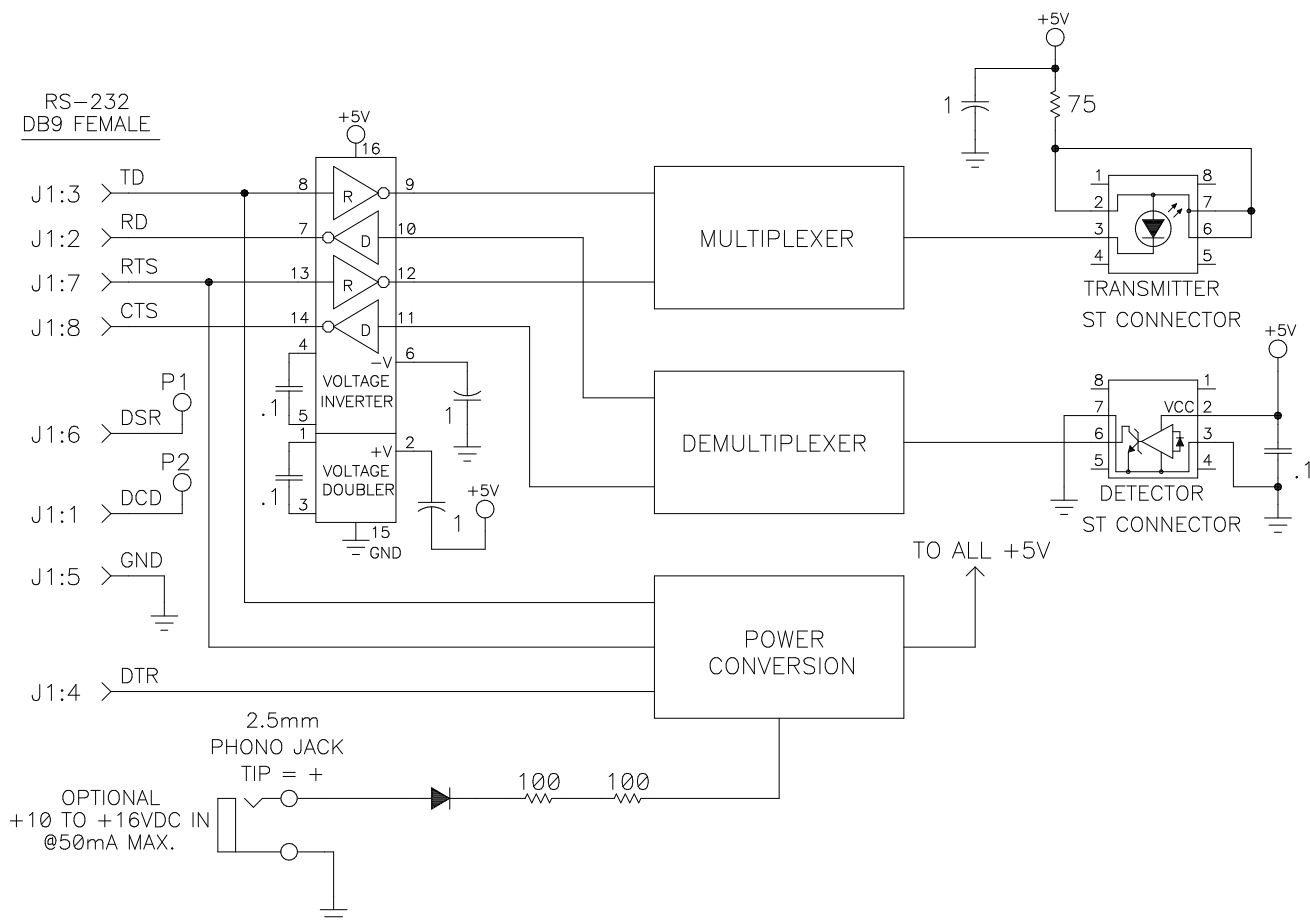 RS-232
DB9 FEMALE
J1:3
TD
J1:2
RD
J1:7
RTS
J1:8
CTS
P1
J1:6
DSR
P2
J1:1
DCD
J1:5
GND
J1:4
DTR
+5V
16
8
R
9
7
D
10
13
R
12
14
D
11
4
-V
6
VOLTAGE
INVERTER
.1
1
5
1
+V
2
VOLTAGE
DOUBLER
.1
3
1
+5V
15
GND
MULTIPLEXER
DEMULTIPLEXER
POWER
CONVERSION
TO ALL +5V
+5V
1
75
1
8
2
7
3
6
4
5
TRANSMITTER
ST CONNECTOR
+5V
8
1
7
VCC
2
6
3
5
4
.1
DETECTOR
ST CONNECTOR
2.5mm
PHONO JACK
TIP = +
100
100
OPTIONAL
+10 TO +16VDC IN
@50mA MAX.